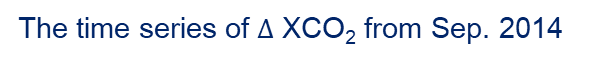 The time series of Δ XCO₂ from Sep. 2014